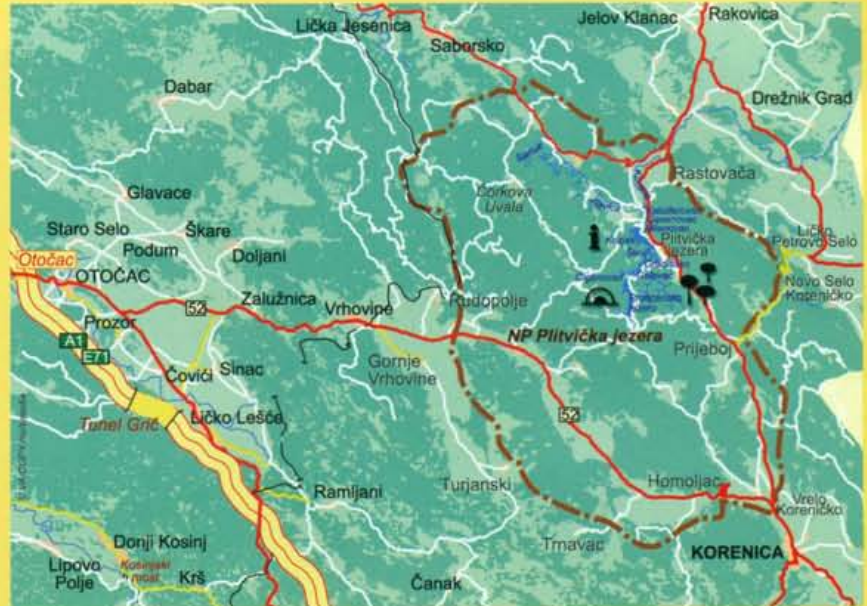 Lička Jesenica
Jelov Klanac
Rakovica
Saborsko
Dabar
Drežnik Grad
Rastovača
Glavace
Čorkova
Uvala
Staro Selo
Škare
Podum
Doljani
Plitvička
jezera
Ličko
Petrovo Selo
Otočac
OTOČAC
Novo Selo
Koreničko
52
Zalužnica
Vrhovine
Rudopolje
Prozor
NP Plitvička jezera
Prijeboj
A1
E71
Gornje
Vrhovine
Sinac
Čovići
52
Ličko Lešće
Tunel Grič
Ramljani
Turjanski
Homoljac
Vrelo
Koreničko
Donji Kosinj
Trnavac
KORENICA
Lipovo
Polje
Kosinjski
most
Krš
Čanak